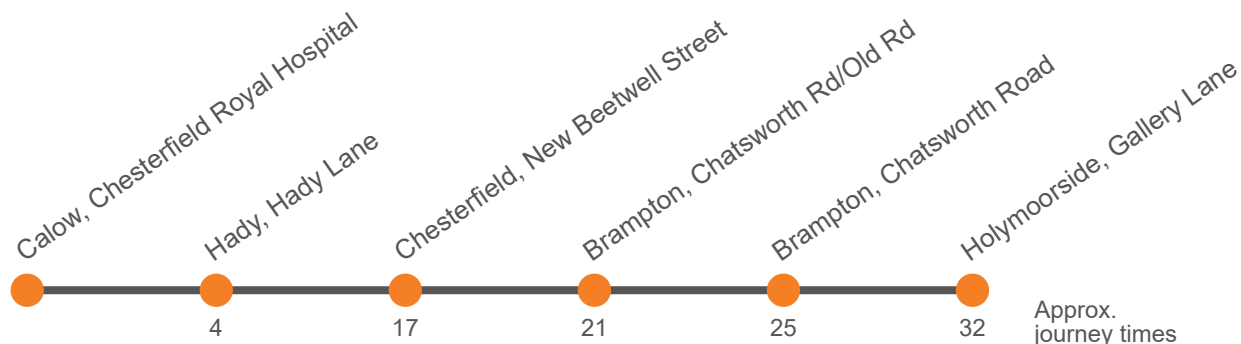 Calow, Chesterfield Royal Hospital
Hady, Hady Lane
Chesterfield, New Beetwell Street
Brampton, Chatsworth Rd/Old Rd
Brampton, Chatsworth Road
Holymoorside, Gallery Lane
4
17
21
25
32
Approx.
journey times